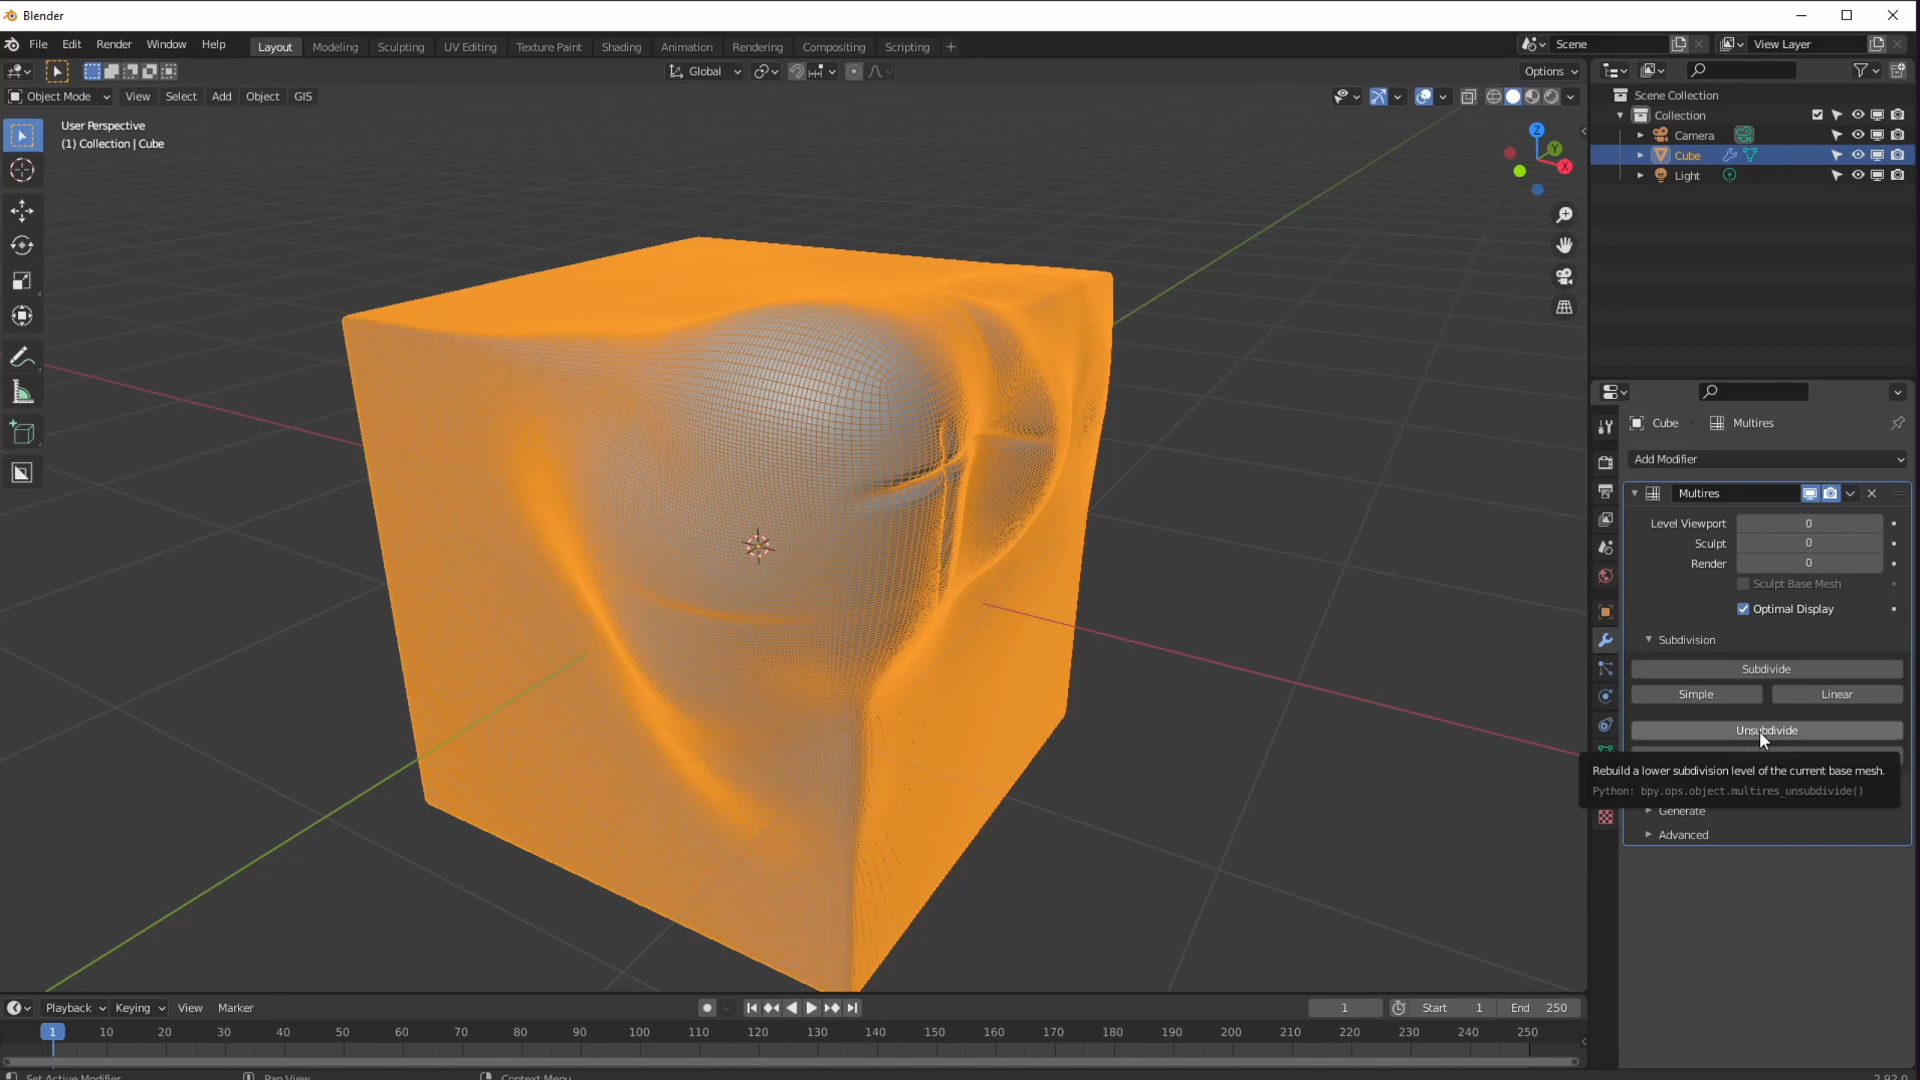 Blender
File Edit Render Window Help
Layout Modeling Sculpting UV Editing Texture Paint Shading Animation Rendering Compositing Scripting +
Scene
View Layer
Global
Options
Object Mode View Select Add Object GIS
User Perspective
(1) Collection | Cube
Z
Y
X
Scene Collection
Collection
Camera
Cube
Light
Cube
Multires
Add Modifier
Multires
Level Viewport 0
Sculpt 0
Render 0
Sculpt Base Mesh
Optimal Display
Subdivision
Subdivide
Simple Linear
Unsubdivide
Rebuild a lower subdivision level of the current base mesh.
Python: bpy.ops.object.multires_unsubdivide()
Generate
Advanced
Playback Keying View Marker
1
Start 1
End 250
1 10 20 30 40 50 60 70 80 90 100 110 120 130 140 150 160 170 180 190 200 210 220 230 240 250
Set Active Modifier
Pan View
Context Menu
2.92.0